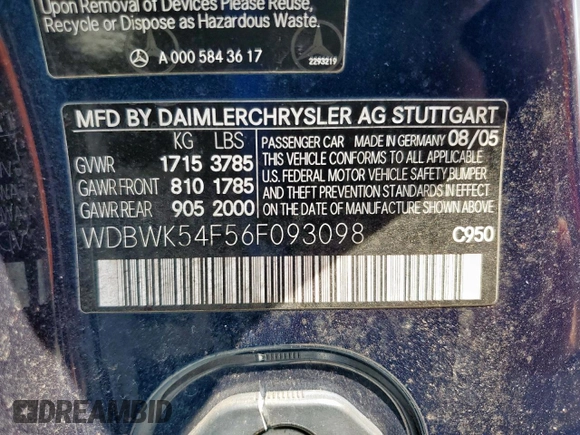 Upon Removal of Devices Please Reuse,
Recycle or Dispose as Hazardous Waste.
A 000 584 36 17
2293219
MFD BY DAIMLERCHRYSLER AG STUTTGART
KG LBS
GVWR 1715 3785
GAWR FRONT 810 1785
GAWR REAR 905 2000
PASSENGER CAR MADE IN GERMANY 08/05
THIS VEHICLE CONFORMS TO ALL APPLICABLE
U.S. FEDERAL MOTOR VEHICLE SAFETY, BUMPER
AND THEFT PREVENTION STANDARDS IN EFFECT
ON THE DATE OF MANUFACTURE SHOWN ABOVE.
WDBWK54F56F093098 C950
DREAMBID